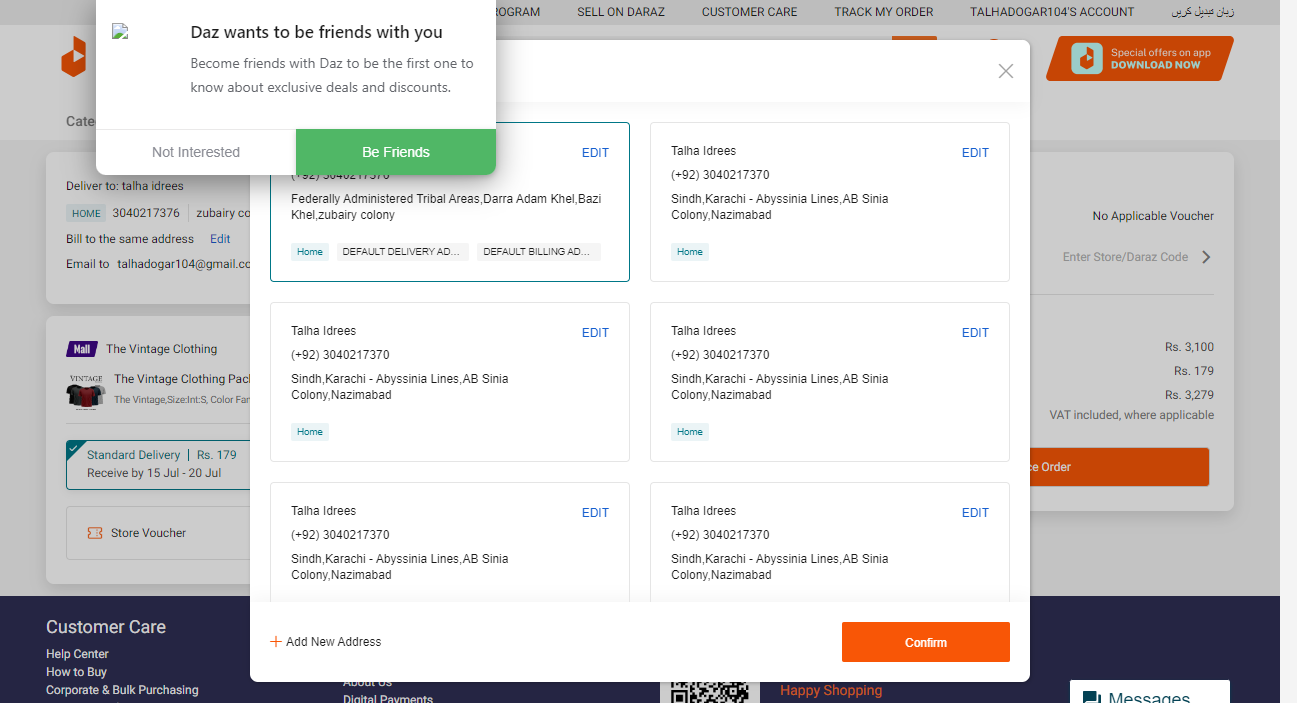 ROGRAM SELL ON DARAZ CUSTOMER CARE TRACK MY ORDER TALHADOGAR104'S ACCOUNT زبان تبدیل کریں
Daz wants to be friends with you
Become friends with Daz to be the first one to
know about exclusive deals and discounts.
Not Interested Be Friends
Special offers on app
DOWNLOAD NOW
Cate
Deliver to: talha idrees
HOME 3040217376 zubairy co
Bill to the same address Edit
Email to talhadogar104@gmail.co
Mall The Vintage Clothing
VINTAGE
The Vintage Clothing Pack
The Vintage,Size:Int:S, Color Fam
Standard Delivery | Rs. 179
Receive by 15 Jul - 20 Jul
Store Voucher
EDIT
(+92) 3040217370
Federally Administered Tribal Areas,Darra Adam Khel,Bazi
Khel,zubairy colony
Home DEFAULT DELIVERY AD... DEFAULT BILLING AD...
Talha Idrees EDIT
(+92) 3040217370
Sindh,Karachi - Abyssinia Lines,AB Sinia
Colony,Nazimabad
Home
Talha Idrees EDIT
(+92) 3040217370
Sindh,Karachi - Abyssinia Lines,AB Sinia
Colony,Nazimabad
Home
Talha Idrees EDIT
(+92) 3040217370
Sindh,Karachi - Abyssinia Lines,AB Sinia
Colony,Nazimabad
Home
Talha Idrees EDIT
(+92) 3040217370
Sindh,Karachi - Abyssinia Lines,AB Sinia
Colony,Nazimabad
Talha Idrees EDIT
(+92) 3040217370
Sindh,Karachi - Abyssinia Lines,AB Sinia
Colony,Nazimabad
Add New Address Confirm
No Applicable Voucher
Enter Store/Daraz Code
Rs. 3,100
Rs. 179
Rs. 3,279
VAT included, where applicable
ce Order
Customer Care
Help Center
How to Buy
Corporate & Bulk Purchasing
About Us
Digital Payments
Happy Shopping
Messages